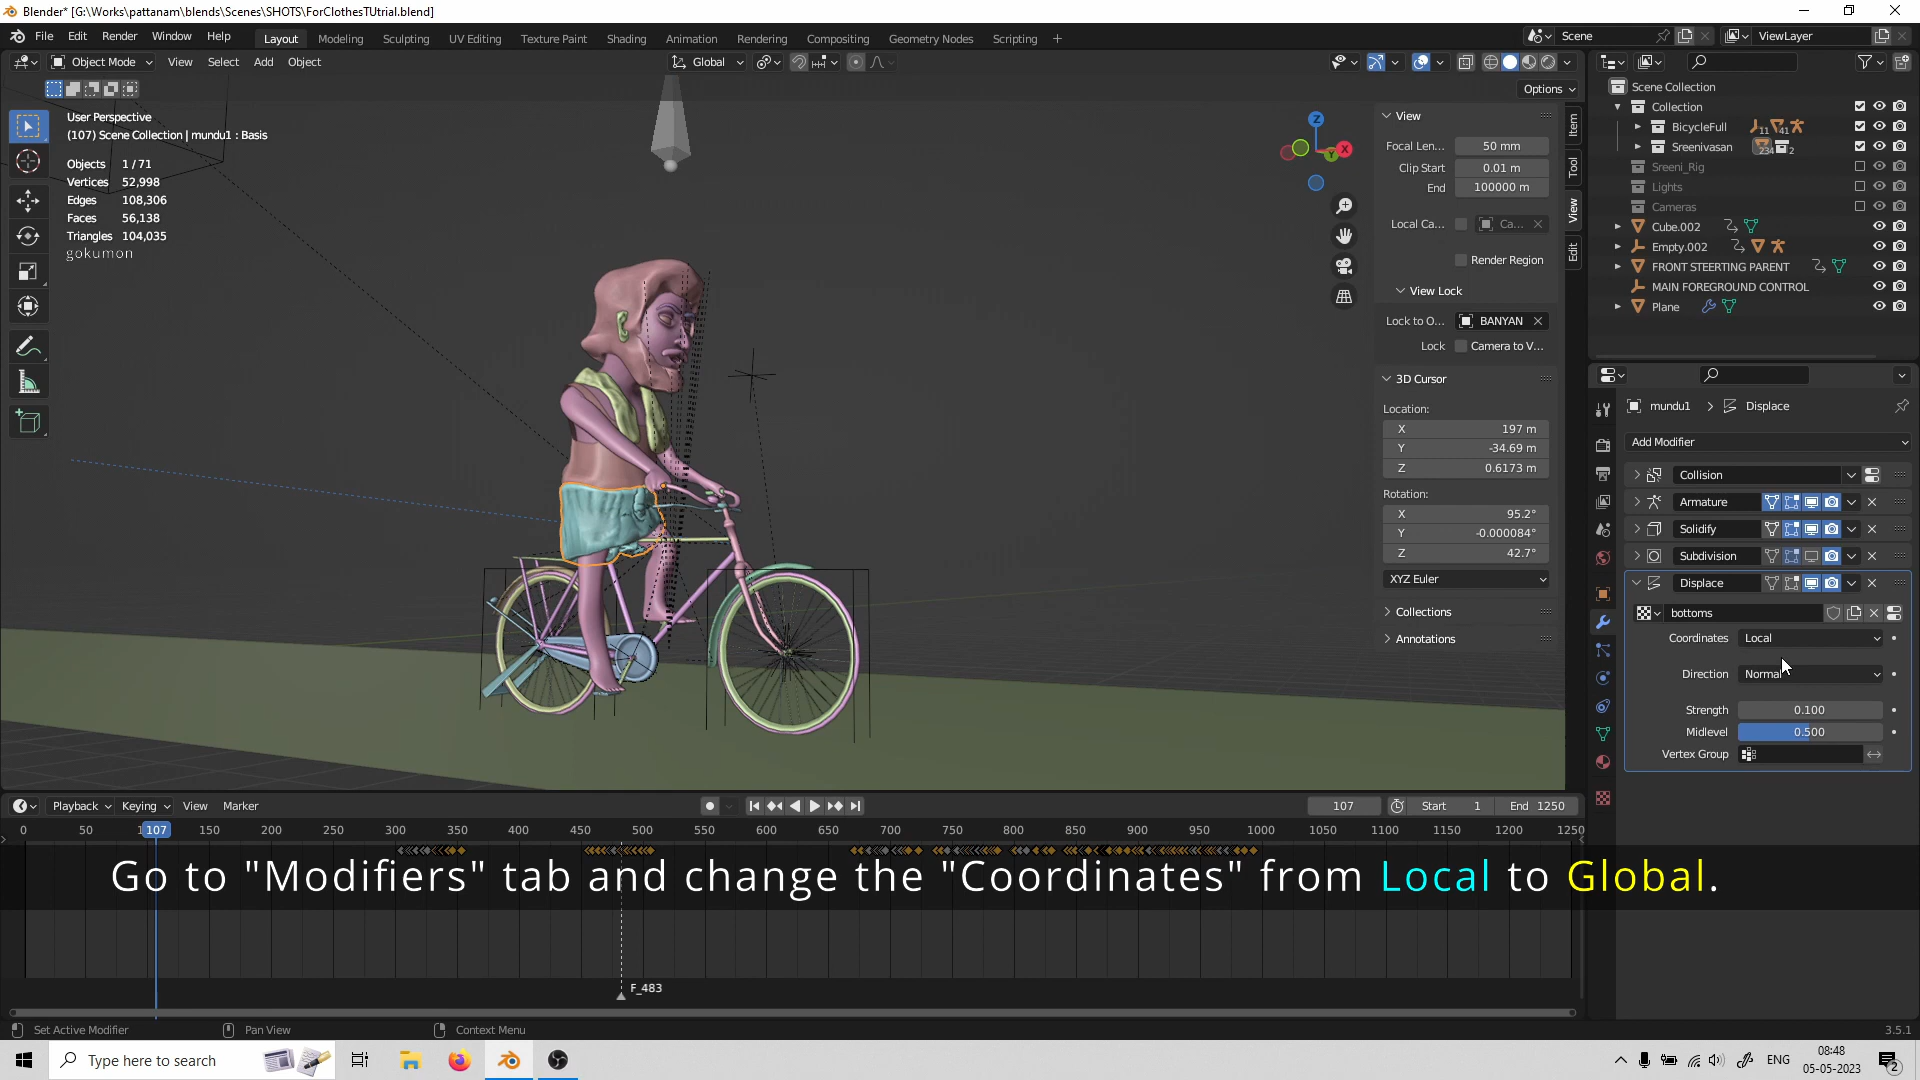 Blender* [G:\Works\pattanam\blends\Scenes\SHOTS\ForClothesTUtrial.blend]
File Edit Render Window Help Layout Modeling Sculpting UV Editing Texture Paint Shading Animation Rendering Compositing Geometry Nodes Scripting + Scene ViewLayer
Object Mode View Select Add Object Global
Options
User Perspective
(107) Scene Collection | mundu1 : Basis
Objects 1 / 71
Vertices 52,998
Edges 108,306
Faces 56,138
Triangles 104,035
gokumon
Z
X
Y
View
Focal Len... 50 mm
Clip Start 0.01 m
End 100000 m
Local Ca... Ca...
Render Region
View Lock
Lock to O... BANYAN
Lock Camera to V...
3D Cursor
Location:
X 197 m
Y -34.69 m
Z 0.6173 m
Rotation:
X 95.2°
Y -0.000084°
Z 42.7°
XYZ Euler
Collections
Annotations
Item
Tool
View
Edit
Scene Collection
Collection
BicycleFull 11 41
Sreenivasan 234 2
Sreeni_Rig
Lights
Cameras
Cube.002
Empty.002
FRONT STEERTING PARENT
MAIN FOREGROUND CONTROL
Plane
mundu1 > Displace
Add Modifier
Collision
Armature
Solidify
Subdivision
Displace
bottoms
Coordinates Local
Direction Normal
Strength 0.100
Midlevel 0.500
Vertex Group
Playback Keying View Marker 107 Start 1 End 1250
0 50 1 107 150 200 250 300 350 400 450 500 550 600 650 700 750 800 850 900 950 1000 1050 1100 1150 1200 1250
Go to "Modifiers" tab and change the "Coordinates" from Local to Global.
F_483
Set Active Modifier Pan View Context Menu 3.5.1
Type here to search ENG 08:48
05-05-2023 2